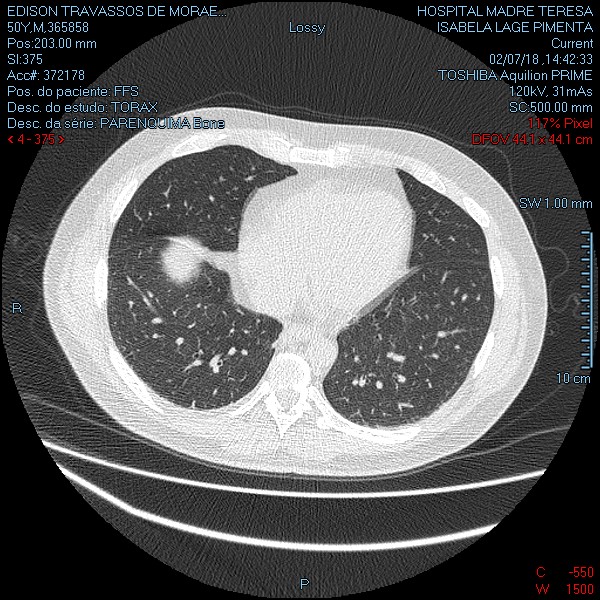 EDISON TRAVASSOS DE MORAE...
50Y,M,365858
Pos:203.00 mm
SI:375
Acc#: 372178
Pos. do paciente: FFS
Desc. do estudo: TORAX
Desc. da série: PARENQUIMA Bone
< 4 - 375 >
Lossy
HOSPITAL MADRE TERESA
ISABELA LAGE PIMENTA
Current
02/07/18 ,14:42:33
TOSHIBA Aquilion PRIME
120kV, 31mAs
SC:500.00 mm
117% Pixel
DFOV 44.1 x 44.1 cm
SW 1.00 mm
R
10 cm
P
C -550
W 1500